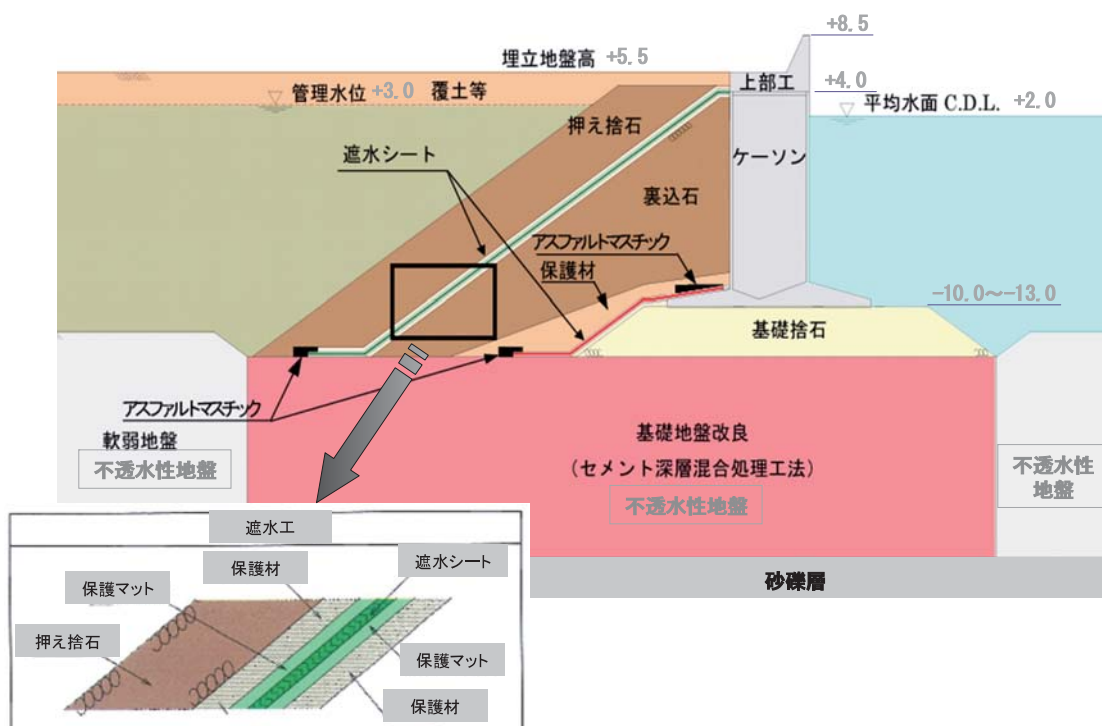 +8.5
埋立地盤高 +5.5
管理水位 +3.0 覆土等
上部工
+4.0
平均水面 C.D.L. +2.0
押え捨石
遮水シート
ケーソン
裏込石
アスファルトマスチック
保護材
-10.0～-13.0
基礎捨石
アスファルトマスチック
軟弱地盤
不透水性地盤
基礎地盤改良
（セメント深層混合処理工法）
不透水性地盤
不透水性
地盤
砂礫層
遮水工
保護材
遮水シート
保護マット
押え捨石
保護マット
保護材